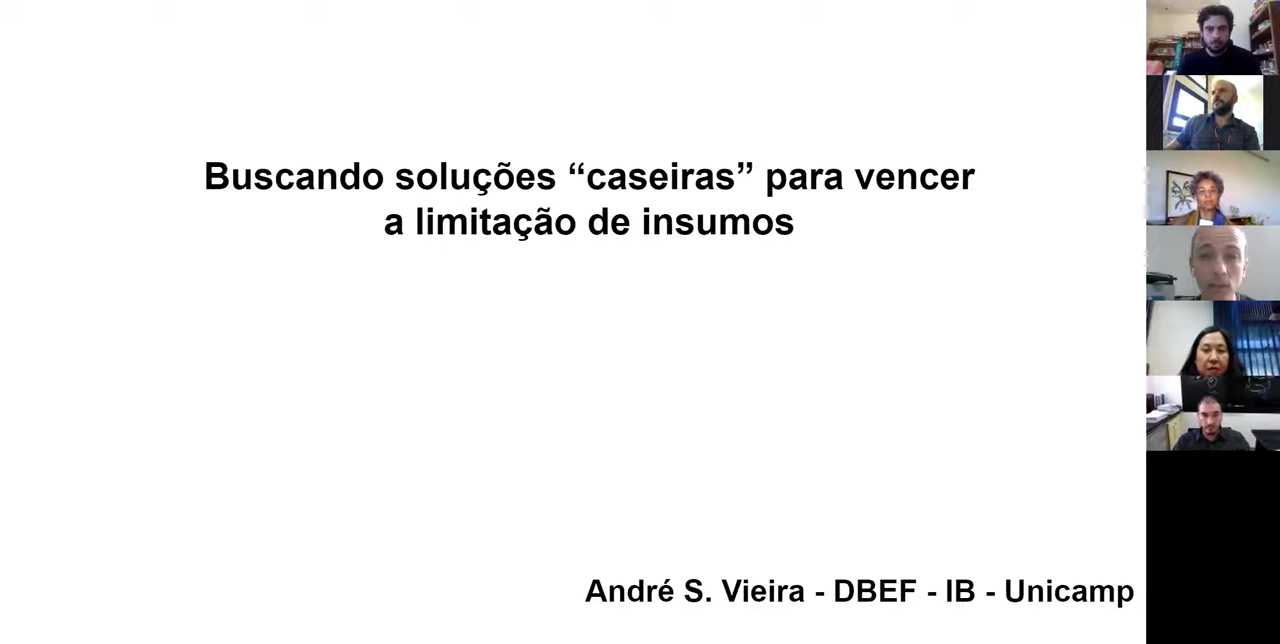 Buscando soluções “caseiras” para vencer
a limitação de insumos
André S. Vieira - DBEF - IB - Unicamp